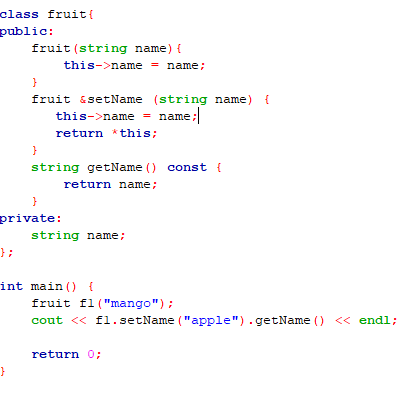 class fruit{
public:
    fruit(string name){
        this->name = name;
    }
    fruit &setName (string name) {
       this->name = name;
       return *this;
    }
    string getName() const {
        return name;
    }
private:
    string name;
};

int main() {
    fruit f1("mango");
    cout << f1.setName("apple").getName() << endl;

    return 0;
}